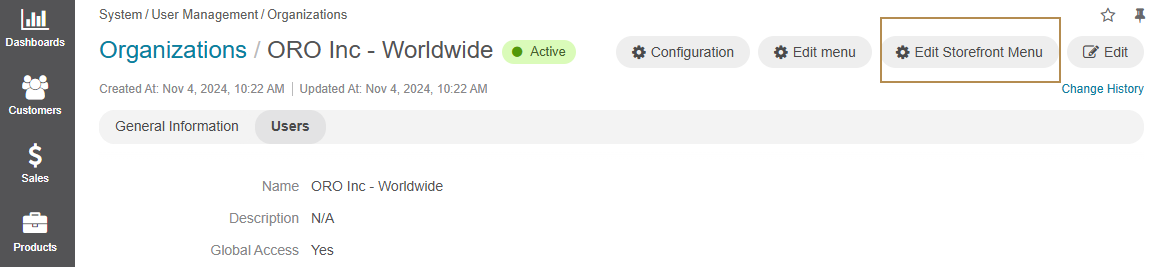 System / User Management / Organizations
Dashboards
Organizations / ORO Inc - Worldwide Active Configuration Edit menu Edit Storefront Menu Edit
Created At: Nov 4, 2024, 10:22 AM | Updated At: Nov 4, 2024, 10:22 AM Change History
Customers
General Information Users
Sales
Name ORO Inc - Worldwide
Description N/A
Products
Global Access Yes